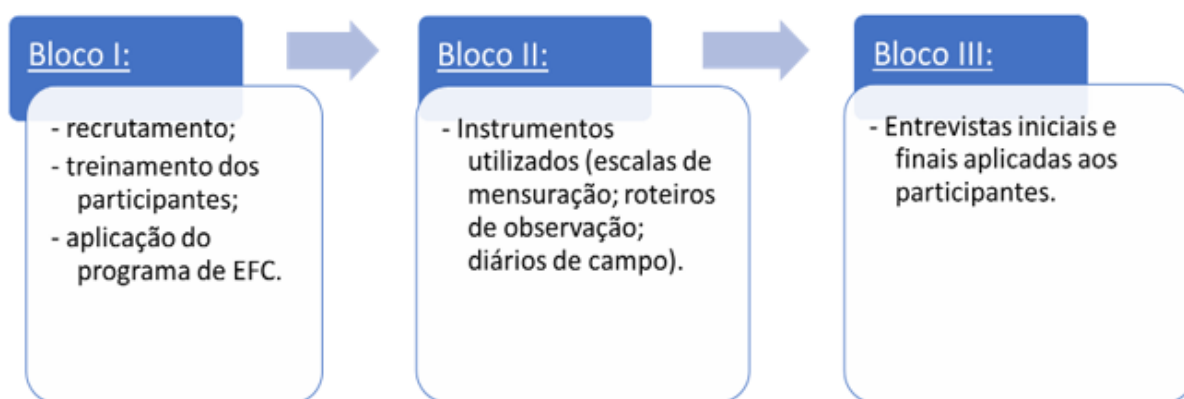 Bloco I:
- recrutamento;
- treinamento dos
participantes;
- aplicação do
programa de EFC.
Bloco II:
- Instrumentos
utilizados (escalas de
mensuração; roteiros
de observação;
diários de campo).
Bloco III:
- Entrevistas iniciais e
finais aplicadas aos
participantes.